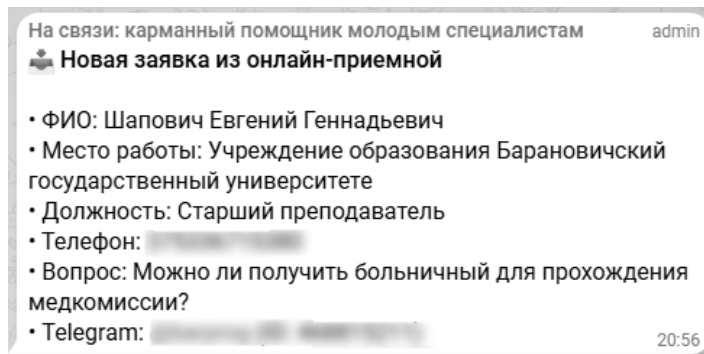 На связи: карманный помощник молодым специалистам admin
Новая заявка из онлайн-приемной
• ФИО: Шапович Евгений Геннадьевич
• Место работы: Учреждение образования Барановичский
государственный университете
• Должность: Старший преподаватель
• Телефон:
• Вопрос: Можно ли получить больничный для прохождения
медкомиссии?
• Telegram:
20:56